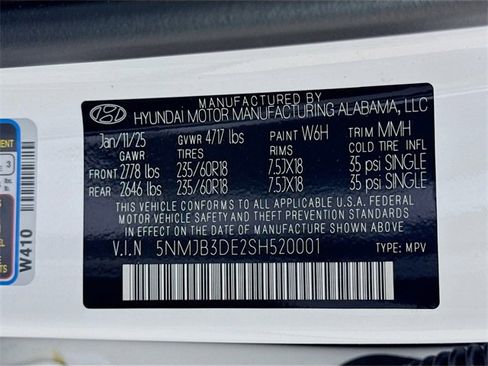 MANUFACTURED BY
HYUNDAI MOTOR MANUFACTURING ALABAMA, LLC
Jan/11/25 GVWR 4717 lbs PAINT W6H TRIM MMH
GAWR TIRES RIMS COLD TIRE INFL
FRONT 2778 lbs 235/60R18 7.5JX18 35 psi SINGLE
REAR 2646 lbs 235/60R18 7.5JX18 35 psi SINGLE
THIS VEHICLE CONFORMS TO ALL APPLICABLE U.S.A. FEDERAL
MOTOR VEHICLE SAFETY AND THEFT PREVENTION STANDARDS
IN EFFECT ON THE DATE OF MANUFACTURE SHOWN ABOVE
V.I.N 5NMJB3DE2SH520001 TYPE: MPV
EMENT
3
W410